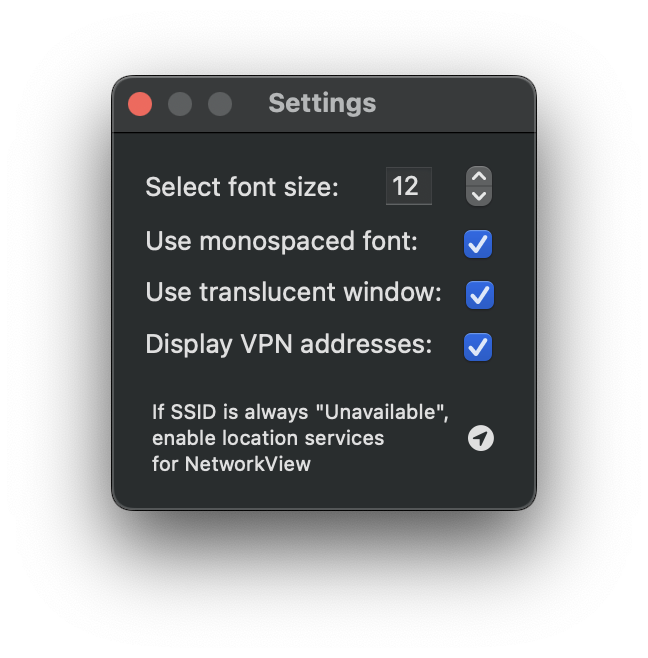 Settings
Select font size: 12
Use monospaced font:
Use translucent window:
Display VPN addresses:
If SSID is always "Unavailable",
enable location services
for NetworkView